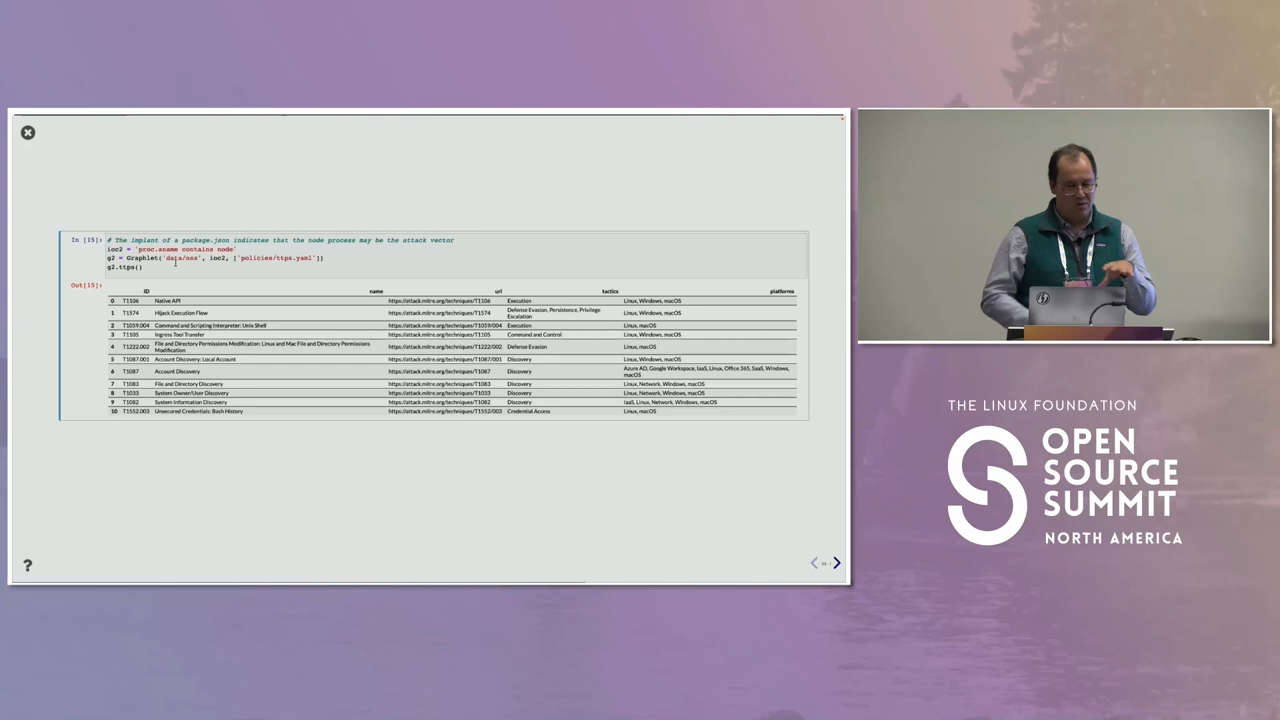 In [15]:
# The implant of a package.json indicates that the node process may be the attack vector
ioc2 = 'proc.aname contains node'
g2 = Graphlet('data/oss', ioc2, ['policies/ttps.yaml'])
g2.ttps()
Out[15]:
ID name url tactics platforms
0 T1106 Native API https://attack.mitre.org/techniques/T1106 Execution Linux, Windows, macOS
1 T1574 Hijack Execution Flow https://attack.mitre.org/techniques/T1574 Defense Evasion, Persistence, Privilege Escalation Linux, Windows, macOS
2 T1059.004 Command and Scripting Interpreter: Unix Shell https://attack.mitre.org/techniques/T1059/004 Execution Linux, macOS
3 T1105 Ingress Tool Transfer https://attack.mitre.org/techniques/T1105 Command and Control Linux, Windows, macOS
4 T1222.002 File and Directory Permissions Modification: Linux and Mac File and Directory Permissions Modification https://attack.mitre.org/techniques/T1222/002 Defense Evasion Linux, macOS
5 T1087.001 Account Discovery: Local Account https://attack.mitre.org/techniques/T1087/001 Discovery Linux, Windows, macOS
6 T1087 Account Discovery https://attack.mitre.org/techniques/T1087 Discovery Azure AD, Google Workspace, IaaS, Linux, Office 365, SaaS, Windows, macOS
7 T1083 File and Directory Discovery https://attack.mitre.org/techniques/T1083 Discovery Linux, Network, Windows, macOS
8 T1033 System Owner/User Discovery https://attack.mitre.org/techniques/T1033 Discovery Linux, Network, Windows, macOS
9 T1082 System Information Discovery https://attack.mitre.org/techniques/T1082 Discovery IaaS, Linux, Network, Windows, macOS
10 T1552.003 Unsecured Credentials: Bash History https://attack.mitre.org/techniques/T1552/003 Credential Access Linux, macOS
?
THE LINUX FOUNDATION
OPEN
SOURCE
SUMMIT
NORTH AMERICA